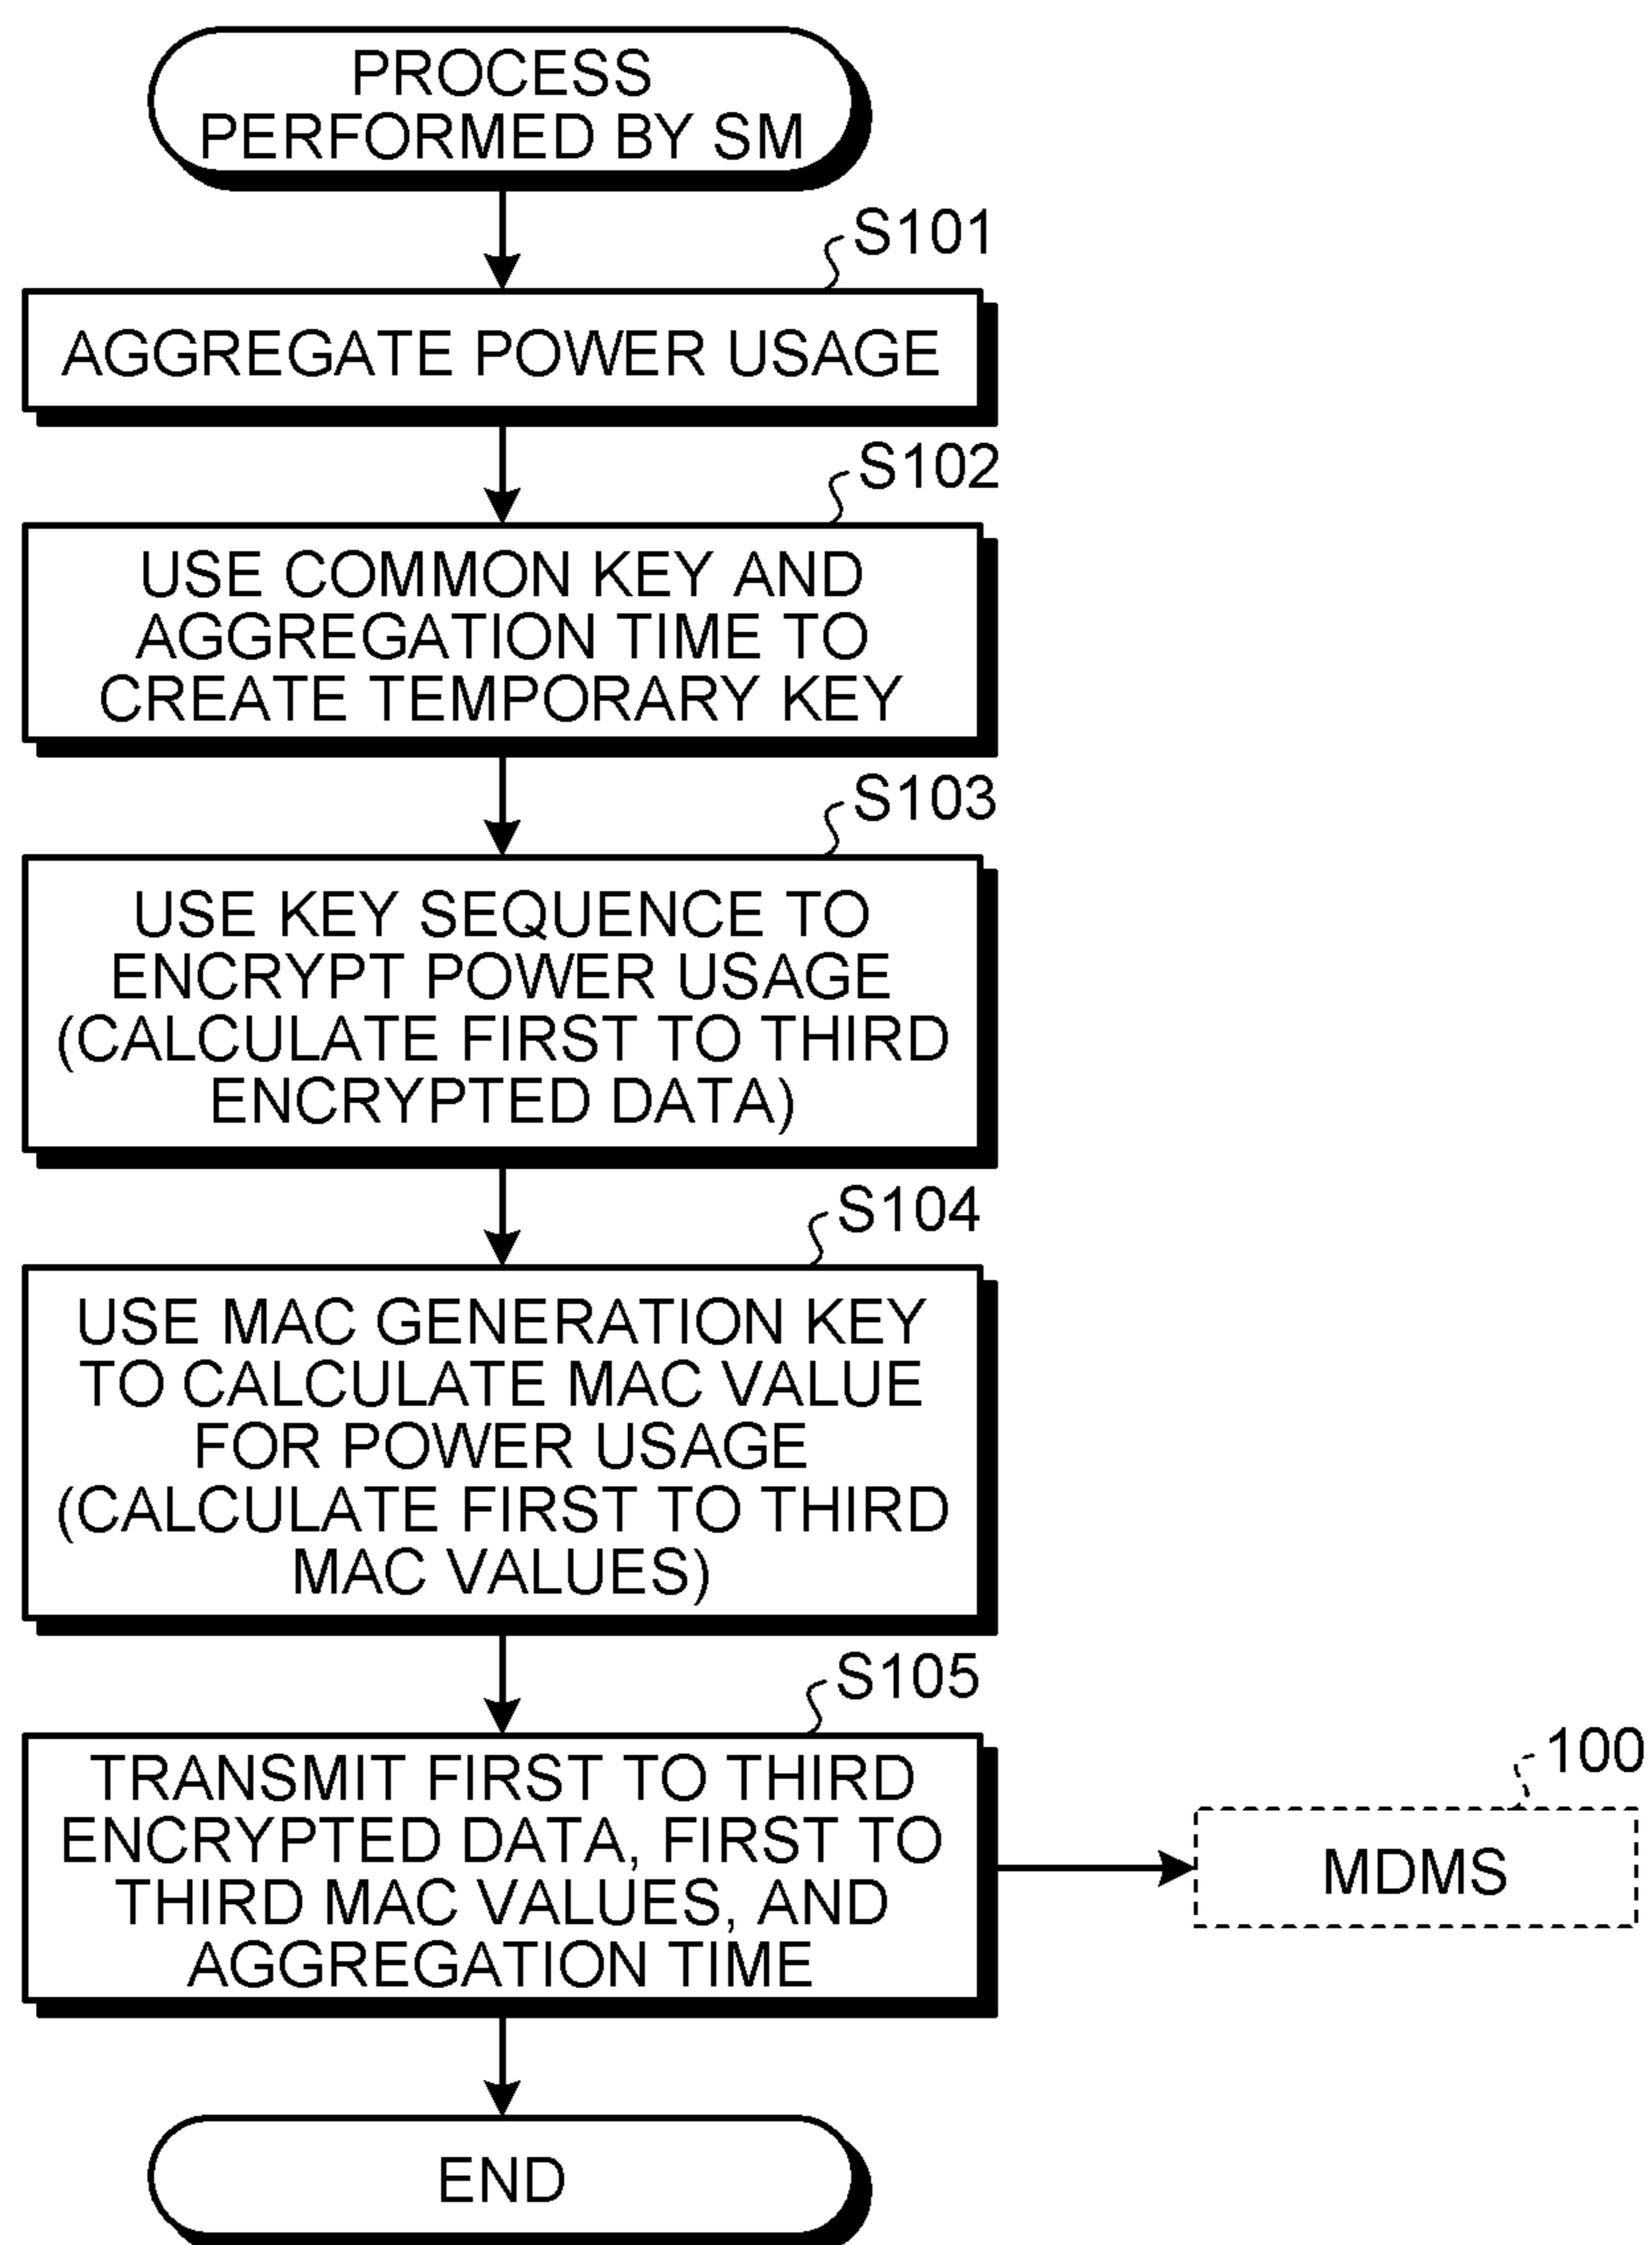 PROCESS
PERFORMED BY SM
S101
AGGREGATE POWER USAGE
S102
USE COMMON KEY AND
AGGREGATION TIME TO
CREATE TEMPORARY KEY
S103
USE KEY SEQUENCE TO
ENCRYPT POWER USAGE
(CALCULATE FIRST TO THIRD
ENCRYPTED DATA)
S104
USE MAC GENERATION KEY
TO CALCULATE MAC VALUE
FOR POWER USAGE
(CALCULATE FIRST TO THIRD
MAC VALUES)
S105
TRANSMIT FIRST TO THIRD
ENCRYPTED DATA, FIRST TO
THIRD MAC VALUES, AND
AGGREGATION TIME
100
MDMS
END